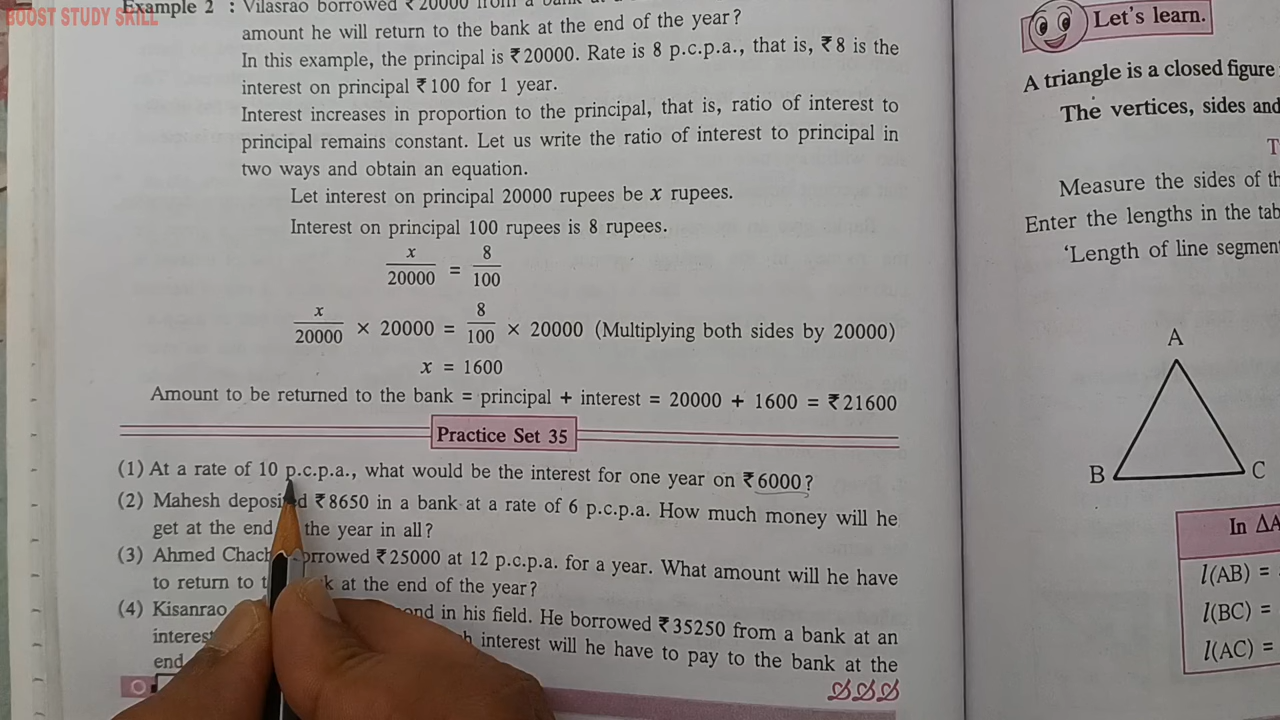 BOOST STUDY SKILL
Example 2 : Vilasrao borrowed ₹20000 from a bank at a
amount he will return to the bank at the end of the year?
In this example, the principal is ₹20000. Rate is 8 p.c.p.a., that is, ₹8 is the
interest on principal ₹100 for 1 year.
Interest increases in proportion to the principal, that is, ratio of interest to
principal remains constant. Let us write the ratio of interest to principal in
two ways and obtain an equation.
Let interest on principal 20000 rupees be x rupees.
Interest on principal 100 rupees is 8 rupees.
x/20000 = 8/100
x/20000 × 20000 = 8/100 × 20000 (Multiplying both sides by 20000)
x = 1600
Amount to be returned to the bank = principal + interest = 20000 + 1600 = ₹21600
Practice Set 35
(1) At a rate of 10 p.c.p.a., what would be the interest for one year on ₹6000?
(2) Mahesh deposited ₹8650 in a bank at a rate of 6 p.c.p.a. How much money will he
get at the end the year in all?
(3) Ahmed borrowed ₹25000 at 12 p.c.p.a. for a year. What amount will he have
to return to at the end of the year?
(4) Kisanrao in his field. He borrowed ₹35250 from a bank at an
interest interest will he have to pay to the bank at the
end
Let's learn.
A triangle is a closed figure
The vertices, sides and
T
Measure the sides of th
Enter the lengths in the tab
'Length of line segmen
A
B
C
In ΔA
l(AB) =
l(BC) =
l(AC) =